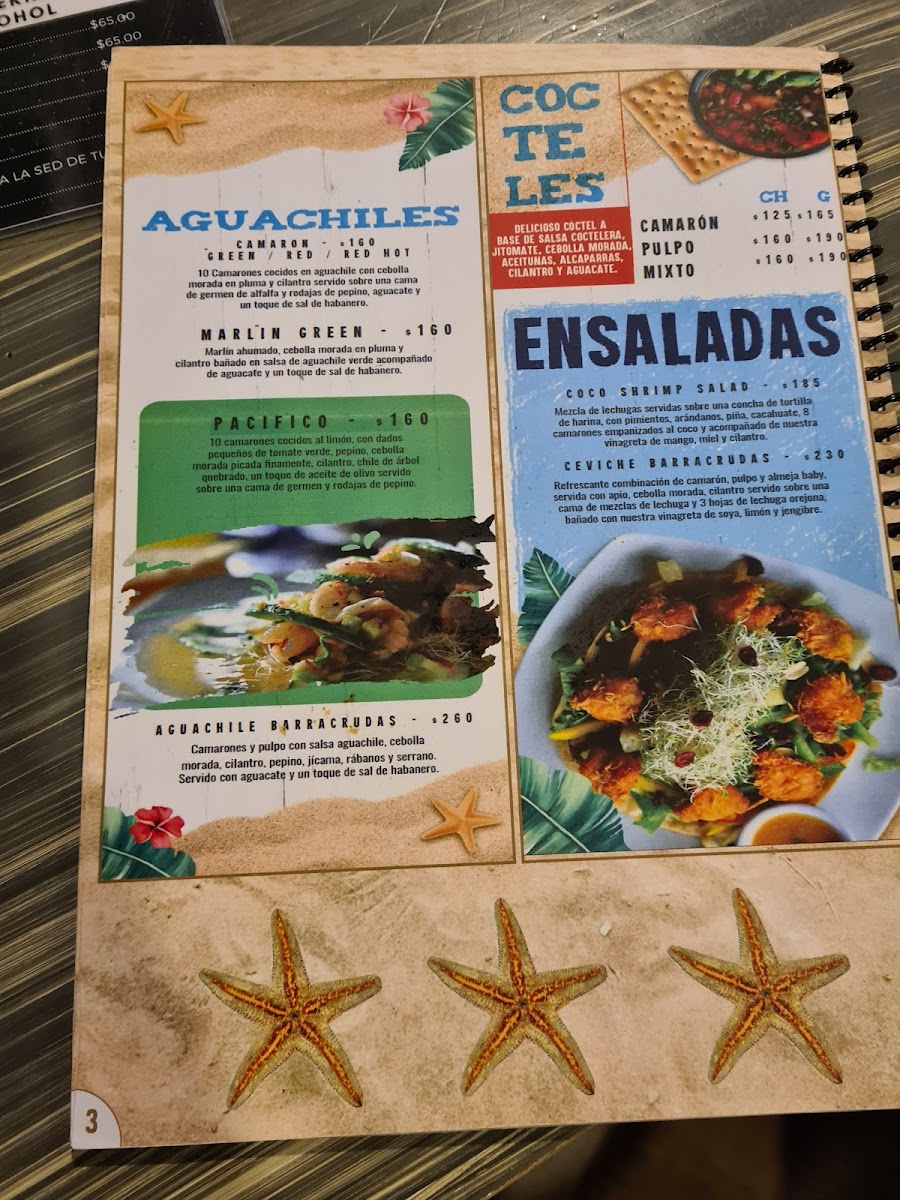 OHOL
$65.00
$65.00
A LA SED DE TU
AGUACHILES
CAMARON - $160
GREEN / RED / RED HOT
10 Camarones cocidos en aguachile con cebolla
morada en pluma y cilantro servido sobre una cama
de germen de alfalfa y rodajas de pepino, aguacate y
un toque de sal de habanero.
MARLÍN GREEN - $160
Marlín ahumado, cebolla morada en pluma y
cilantro bañado en salsa de aguachile verde acompañado
de aguacate y un toque de sal de habanero.
PACIFICO - $160
10 camarones cocidos al limón, con dados
pequeños de tomate verde, pepino, cebolla
morada picada finamente, cilantro, chile de árbol
quebrado, un toque de aceite de olivo servido
sobre una cama de germen y rodajas de pepino.
AGUACHILE BARRACRUDAS - $260
Camarones y pulpo con salsa aguachile, cebolla
morada, cilantro, pepino, jícama, rábanos y serrano.
Servido con aguacate y un toque de sal de habanero.
COC
TE
LES
DELICIOSO CÓCTEL A
BASE DE SALSA COCTELERA,
JITOMATE, CEBOLLA MORADA,
ACEITUNAS, ALCAPARRAS,
CILANTRO Y AGUACATE.
CH G
CAMARÓN $125 $165
PULPO $160 $190
MIXTO $160 $190
ENSALADAS
COCO SHRIMP SALAD - $185
Mezcla de lechugas servidas sobre una concha de tortilla
de harina, con pimientos, arándanos, piña, cacahuate, 8
camarones empanizados al coco y acompañado de nuestra
vinagreta de mango, miel y cilantro.
CEVICHE BARRACRUDAS - $230
Refrescante combinación de camarón, pulpo y almeja baby,
servida con apio, cebolla morada, cilantro servido sobre una
cama de mezclas de lechuga y 3 hojas de lechuga orejona,
bañado con nuestra vinagreta de soya, limón y jengibre.
3